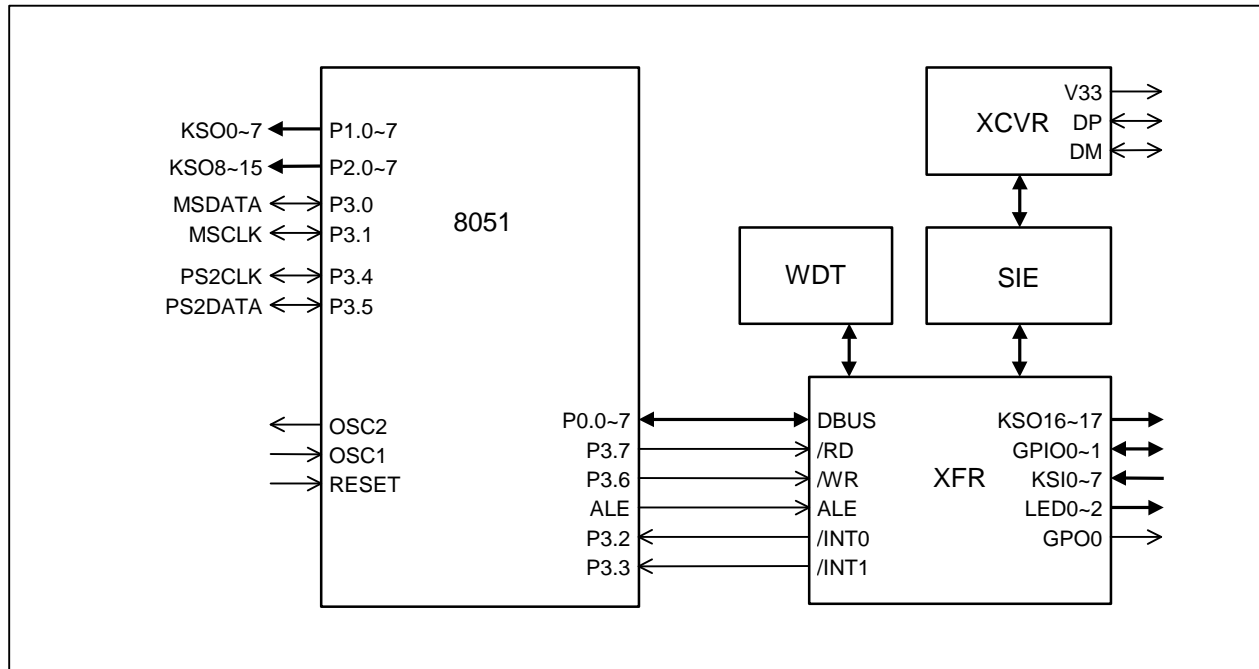 V33
XCVR
DP
DM
KSO0~7 P1.0~7
KSO8~15 P2.0~7
MSDATA P3.0
MSCLK P3.1
8051
PS2CLK P3.4
PS2DATA P3.5
WDT
SIE
OSC2
OSC1
RESET
P0.0~7 DBUS KSO16~17
P3.7 /RD GPIO0~1
P3.6 /WR XFR KSI0~7
ALE ALE LED0~2
P3.2 /INT0 GPO0
P3.3 /INT1